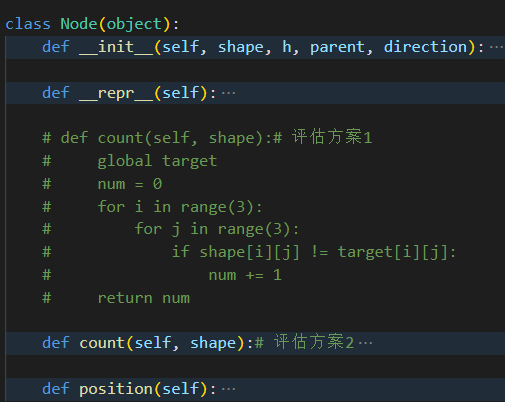 class Node(object):
    def __init__(self, shape, h, parent, direction):…
    def __repr__(self):…
    # def count(self, shape):# 评估方案1
    #     global target
    #     num = 0
    #     for i in range(3):
    #         for j in range(3):
    #             if shape[i][j] != target[i][j]:
    #                 num += 1
    #     return num
    def count(self, shape):# 评估方案2…
    def position(self):…